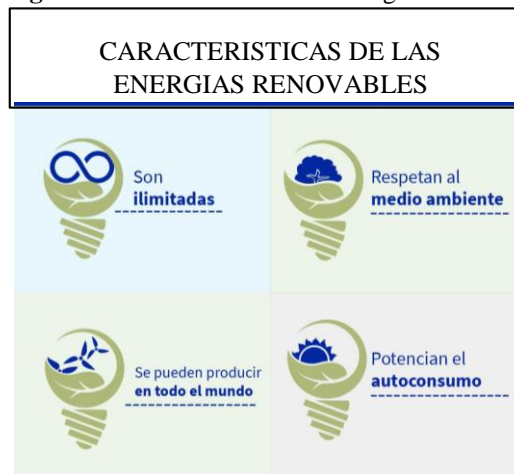 CARACTERISTICAS DE LAS
ENERGIAS RENOVABLES
Son
ilimitadas
Respetan al
medio ambiente
Se pueden producir
en todo el mundo
Potencian el
autoconsumo